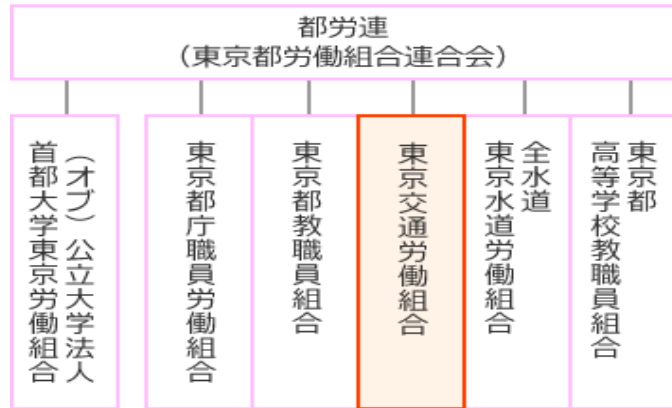 都労連
（東京都労働組合連合会）
（オブ）公立大学法人
首都大学東京労働組合
東京都庁職員労働組合
東京都教職員組合
東京交通労働組合
全水道
東京水道労働組合
東京都
高等学校教職員組合